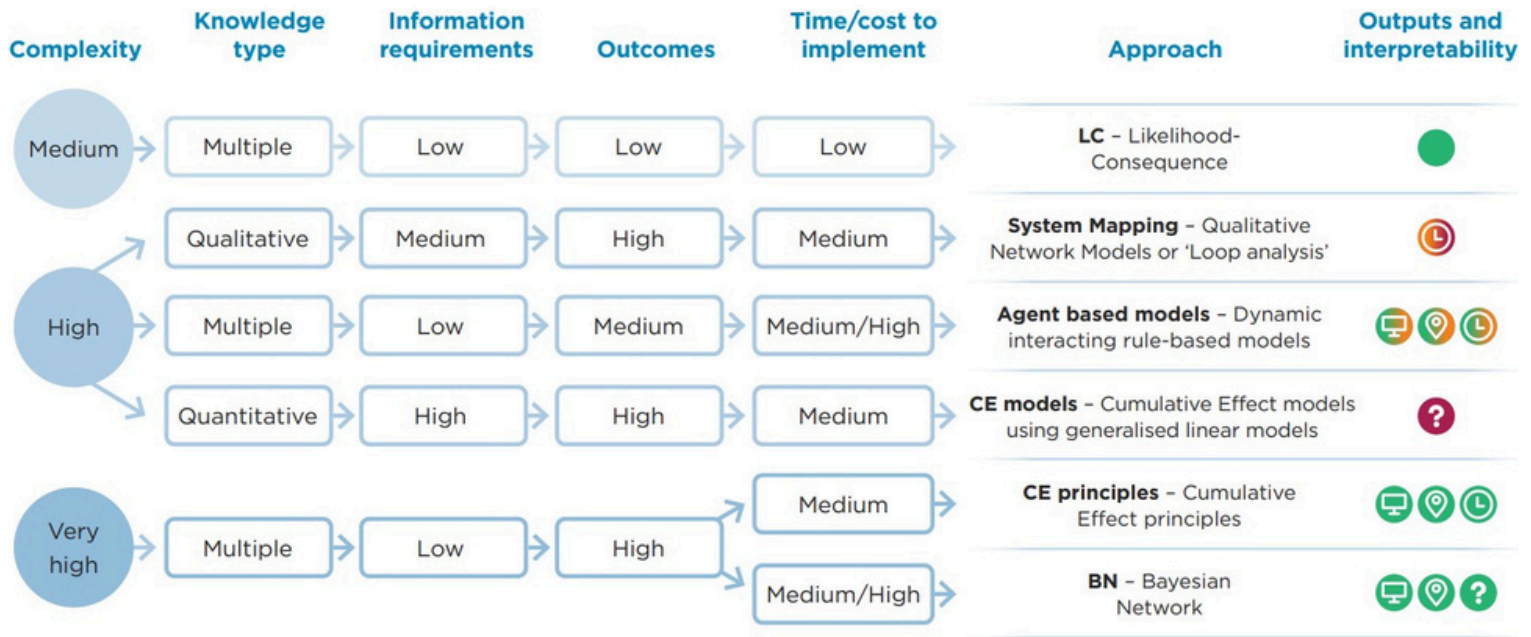 Complexity
Knowledge
type
Information
requirements
Outcomes
Time/cost to
implement
Approach
Outputs and
interpretability
Medium
Multiple
Low
Low
Low
LC – Likelihood-
Consequence
High
Qualitative
Medium
High
Medium
System Mapping – Qualitative
Network Models or ‘Loop analysis’
Multiple
Low
Medium
Medium/High
Agent based models – Dynamic
interacting rule-based models
Quantitative
High
High
Medium
CE models – Cumulative Effect models
using generalised linear models
?
Very
high
Multiple
Low
High
Medium
CE principles – Cumulative
Effect principles
Medium/High
BN – Bayesian
Network
?